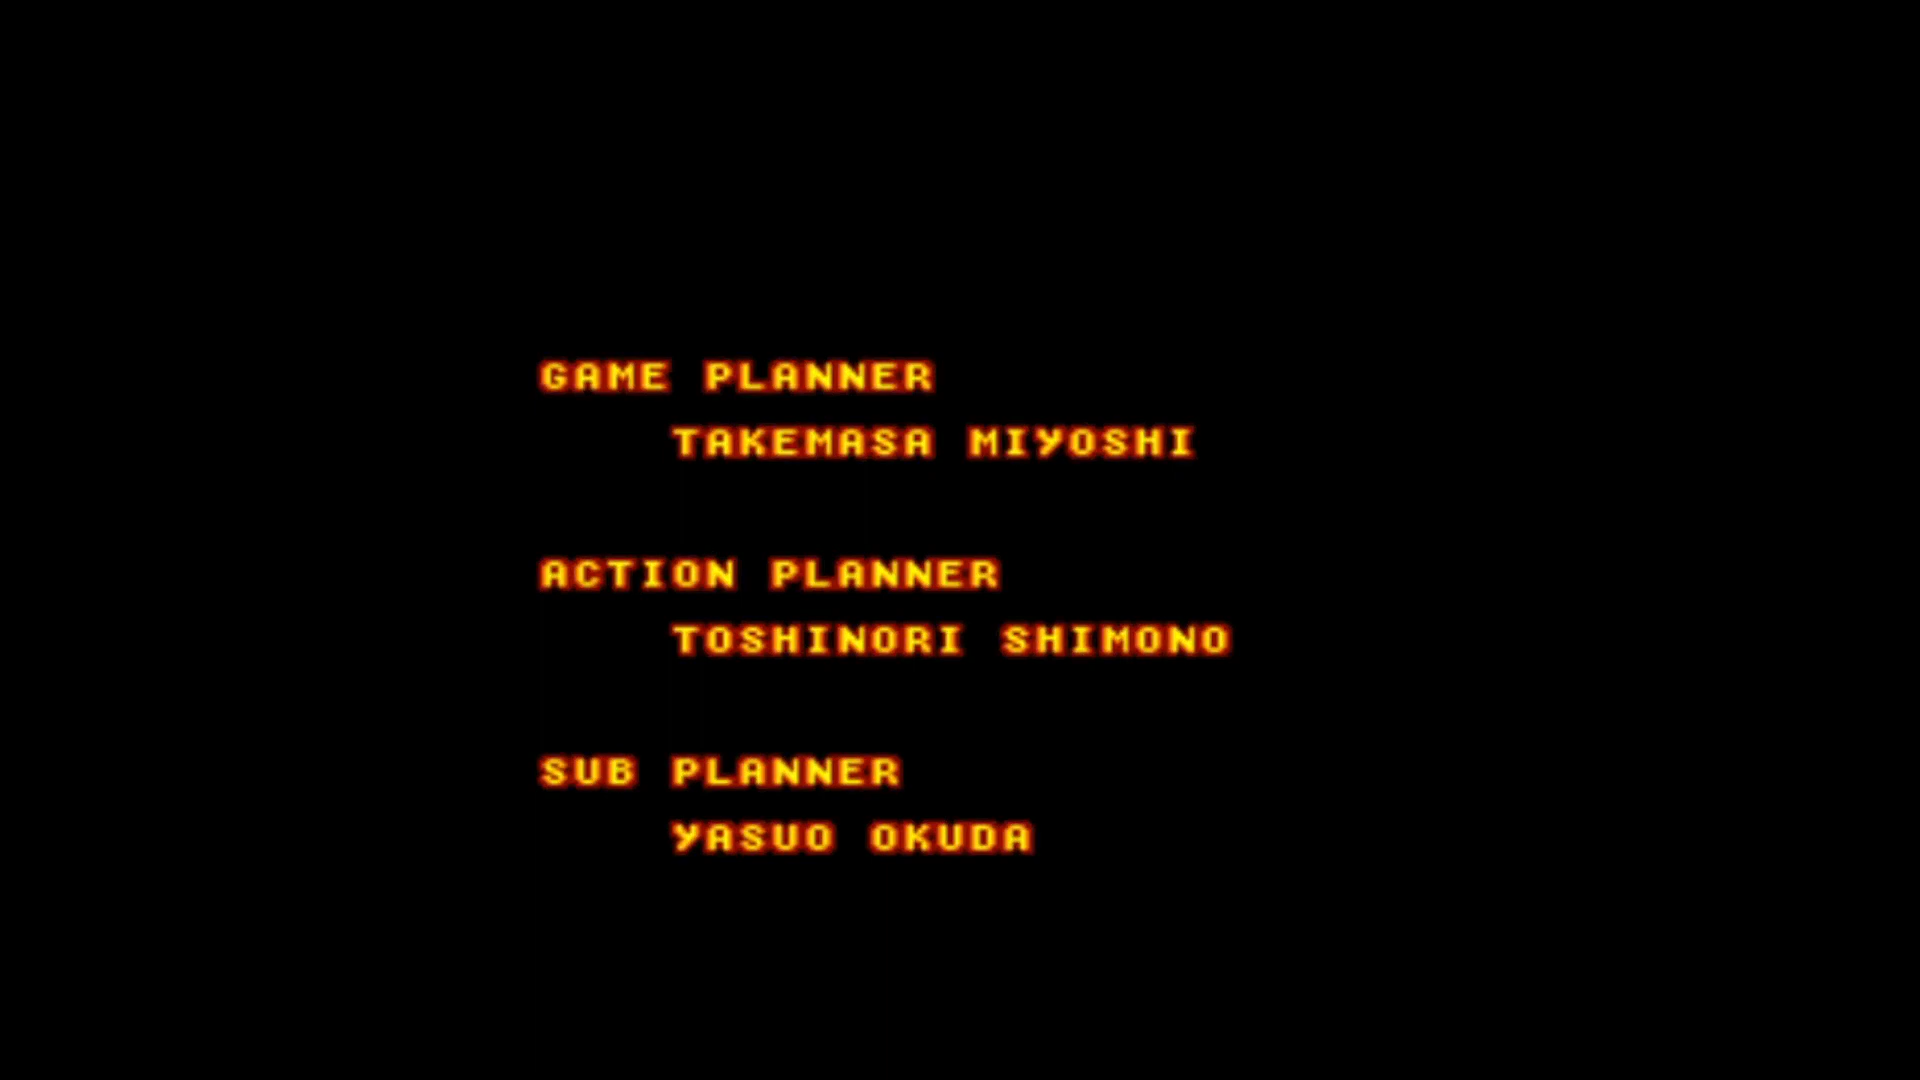 GAME PLANNER
TAKEMASA MIYOSHI
ACTION PLANNER
TOSHINORI SHIMONO
SUB PLANNER
YASUO OKUDA